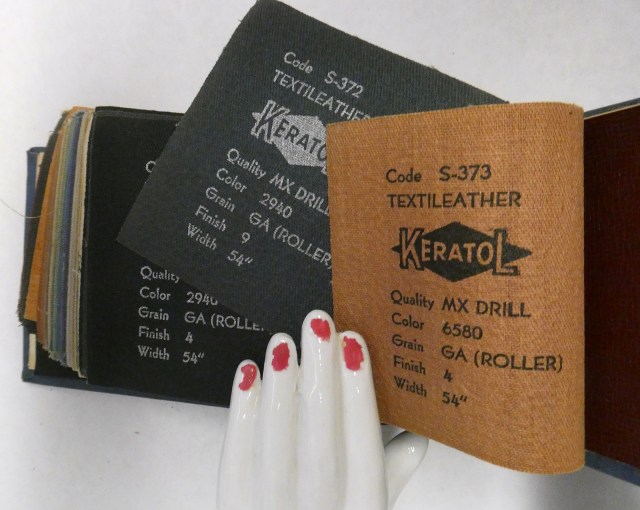 Code S-372
TEXTILEATHER
KERATOL
Quality MX DRILL
Color 2940
Grain GA (ROLLER)
Finish 9
Width 54"
Code S-373
TEXTILEATHER
KERATOL
Quality MX DRILL
Color 6580
Grain GA (ROLLER)
Finish 4
Width 54"
Quality
Color 2940
Grain GA (ROLLE
Finish 4
Width 54"